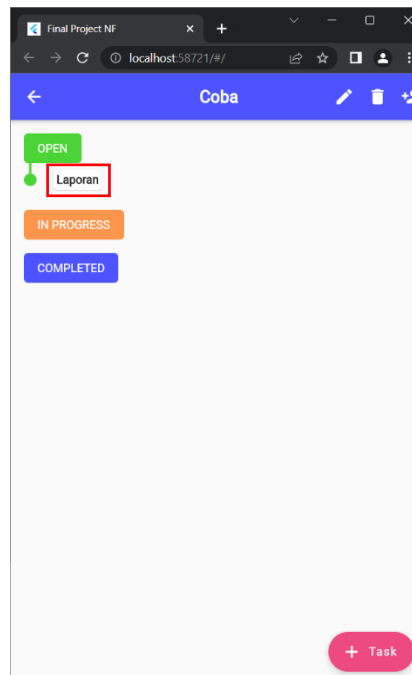 Final Project NF
localhost:58721/#/
Coba
OPEN
Laporan
IN PROGRESS
COMPLETED
+ Task